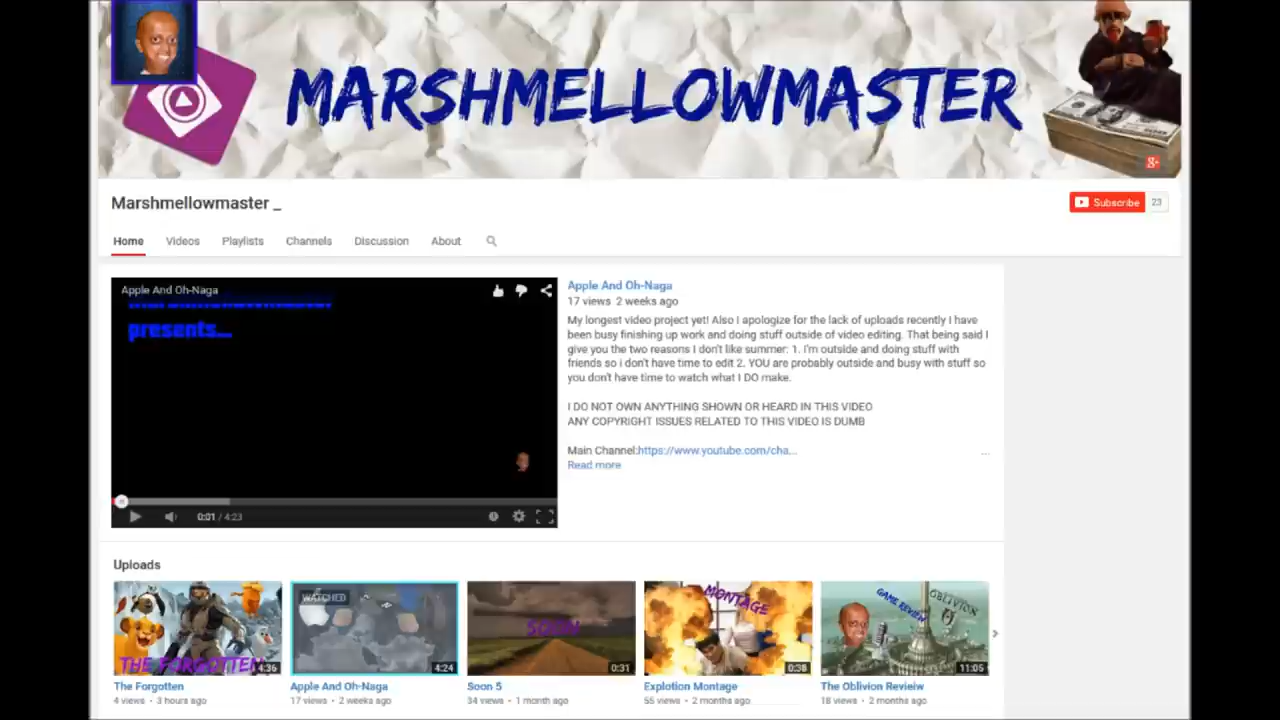 MARSHMELLOWMASTER
g+
Marshmellowmaster _
Subscribe 23
Home Videos Playlists Channels Discussion About
Apple And Oh-Naga
presents...
0:01 / 4:23
Apple And Oh-Naga
17 views 2 weeks ago
My longest video project yet! Also I apologize for the lack of uploads recently I have
been busy finishing up work and doing stuff outside of video editing. That being said I
give you the two reasons I don't like summer: 1. I'm outside and doing stuff with
friends so i don't have time to edit 2. YOU are probably outside and busy with stuff so
you don't have time to watch what I DO make.
I DO NOT OWN ANYTHING SHOWN OR HEARD IN THIS VIDEO
ANY COPYRIGHT ISSUES RELATED TO THIS VIDEO IS DUMB
Main Channel:https://www.youtube.com/cha... ...
Read more
Uploads
THE FORGOTTEN 4:36
WATCHED 4:24
SOON 0:31
MONTAGE 0:38
GAME REVIEW OBLIVION 11:05
The Forgotten Apple And Oh-Naga Soon 5 Explotion Montage The Oblivion Revieiw
4 views • 3 hours ago 17 views • 2 weeks ago 34 views • 1 month ago 55 views • 2 months ago 18 views • 2 months ago